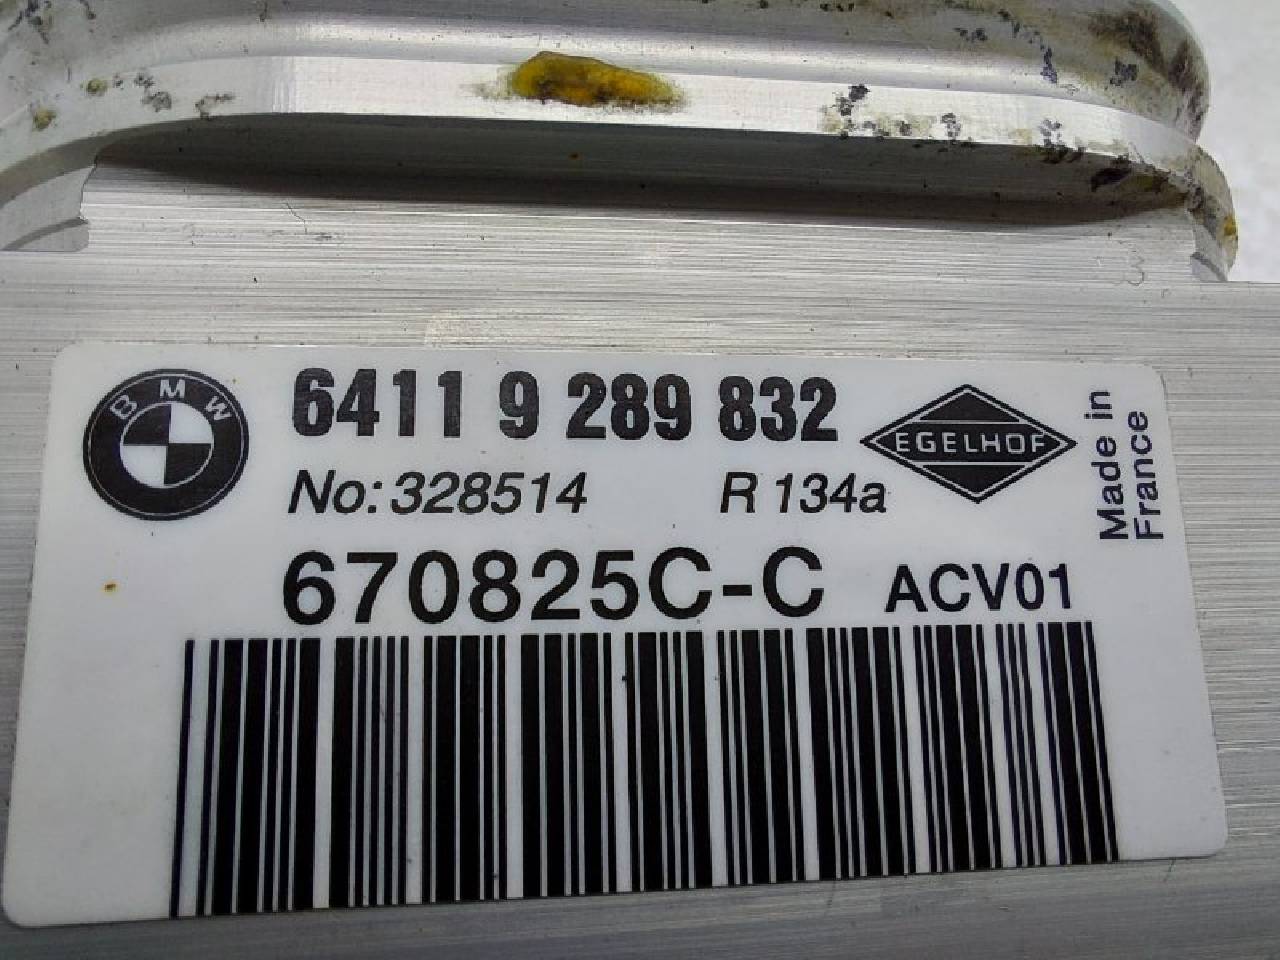 BMW
6411 9 289 832
EGELHOF
Made in
France
No: 328514
R 134a
670825C-C
ACV01